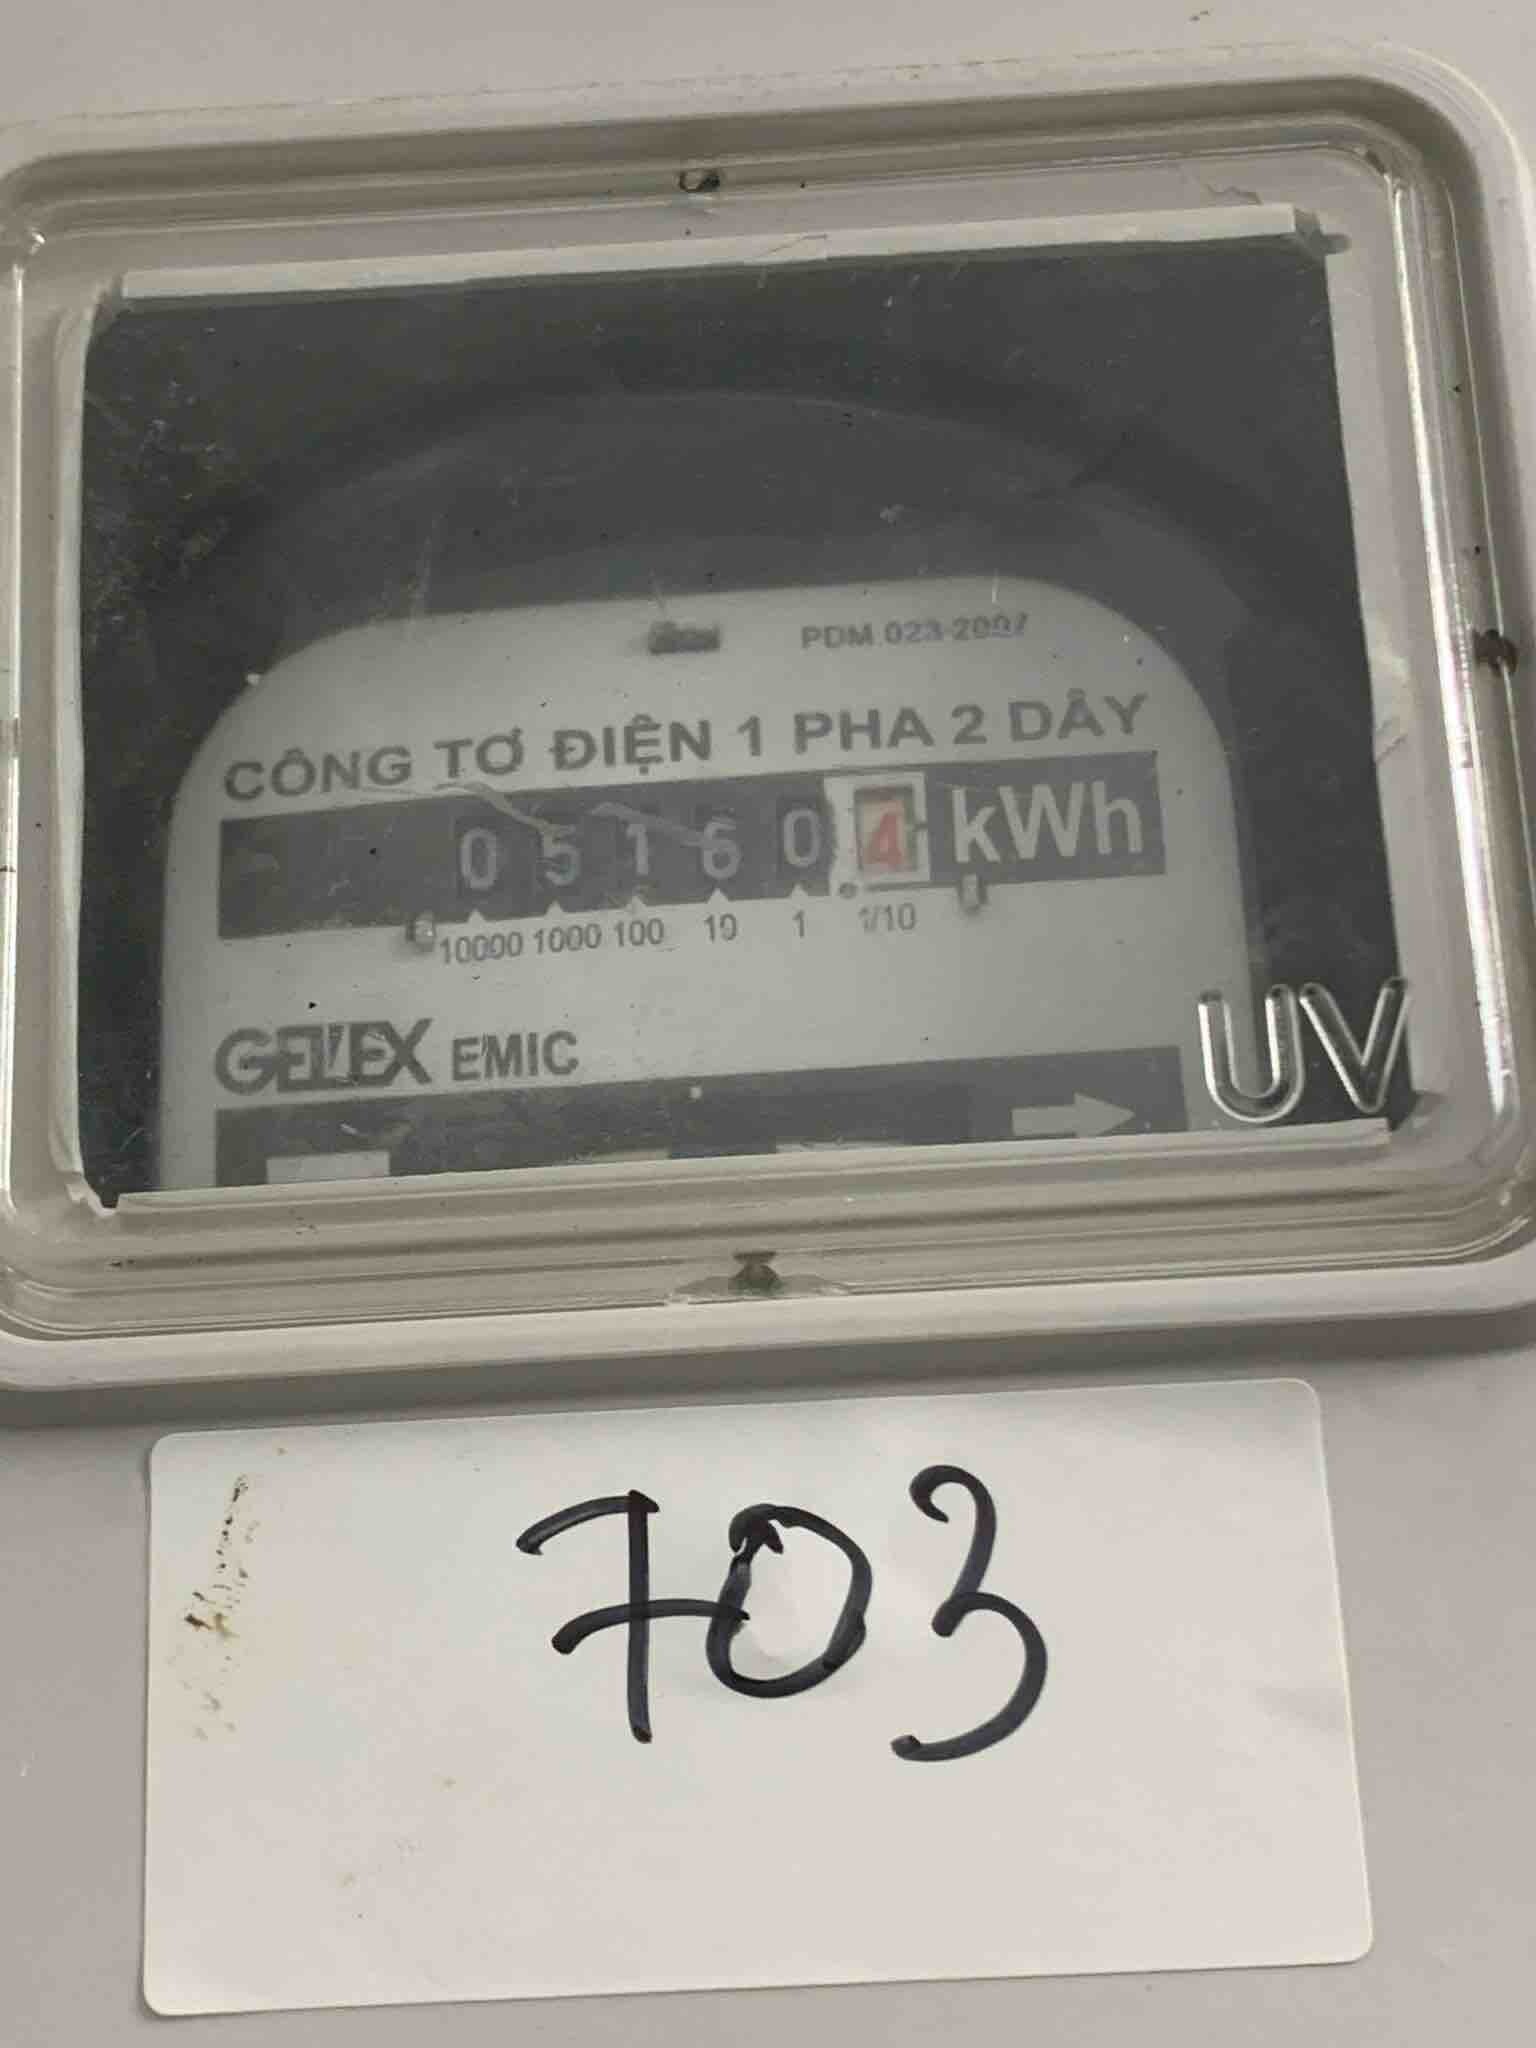 PDM.023-2007
CÔNG TƠ ĐIỆN 1 PHA 2 DÂY
0 5 1 6 0 4 kWh
10000 1000 100 10 1 1/10
GELEX EMIC
UV
703